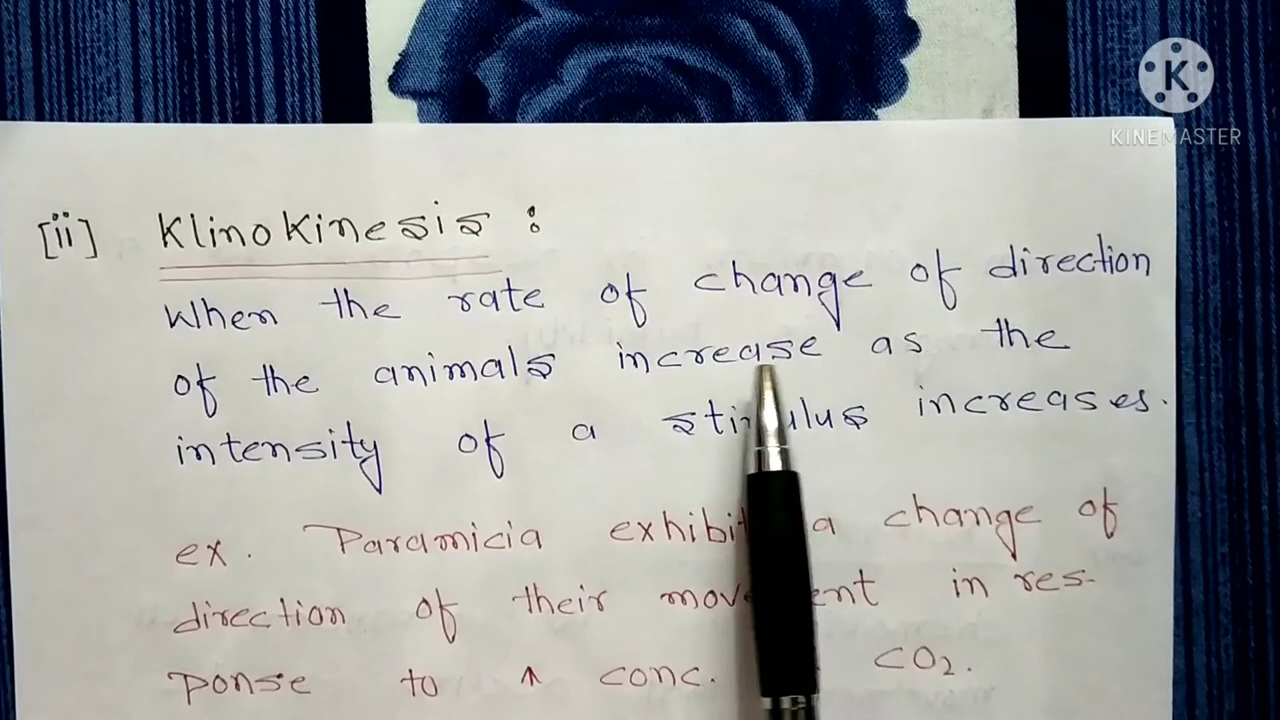 K
KINEMASTER
[ii] Klinokinesis :
When the rate of change of direction
of the animals increase as the
intensity of a stimulus increases.
ex. Paramicia exhibit a change of
direction of their movement in res-
ponse to ↑ conc. CO₂.